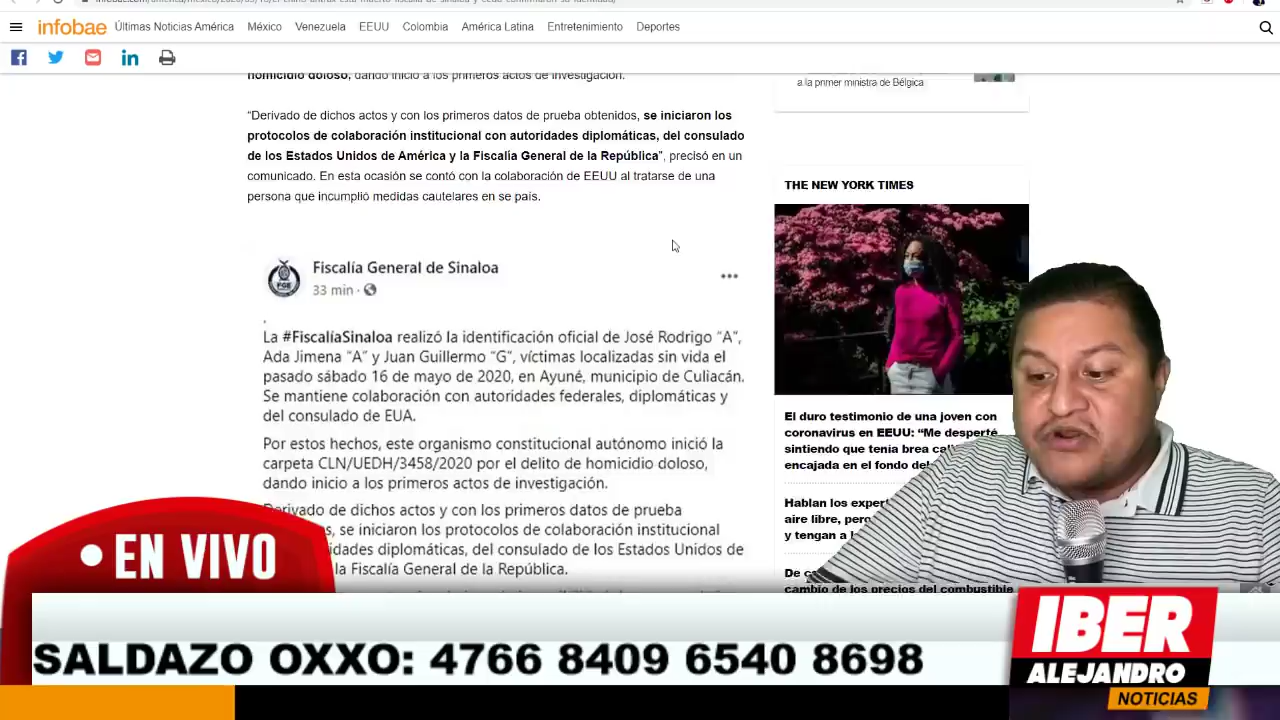 infobae
Últimas Noticias América
México
Venezuela
EEUU
Colombia
América Latina
Entretenimiento
Deportes
homicidio doloso, dando inicio a los primeros actos de investigación.
“Derivado de dichos actos y con los primeros datos de prueba obtenidos, se iniciaron los
protocolos de colaboración institucional con autoridades diplomáticas, del consulado
de los Estados Unidos de América y la Fiscalía General de la República”, precisó en un
comunicado. En esta ocasión se contó con la colaboración de EEUU al tratarse de una
persona que incumplió medidas cautelares en se país.
Fiscalía General de Sinaloa
33 min
.
La #FiscalíaSinaloa realizó la identificación oficial de José Rodrigo “A”,
Ada Jimena “A” y Juan Guillermo “G”, víctimas localizadas sin vida el
pasado sábado 16 de mayo de 2020, en Ayuné, municipio de Culiacán.
Se mantiene colaboración con autoridades federales, diplomáticas y
del consulado de EUA.
Por estos hechos, este organismo constitucional autónomo inició la
carpeta CLN/UEDH/3458/2020 por el delito de homicidio doloso,
dando inicio a los primeros actos de investigación.
Derivado de dichos actos y con los primeros datos de prueba
se iniciaron los protocolos de colaboración institucional
diplomáticas, del consulado de los Estados Unidos de
la Fiscalía General de la República.
a la primer ministra de Bélgica
THE NEW YORK TIMES
El duro testimonio de una joven con
coronavirus en EEUU: “Me desperté
sintiendo que tenía brea
encajada en el fondo del
Hablan los
aire libre,
y tengan a
De
cambio de los precios del combustible
• EN VIVO
SALDAZO OXXO: 4766 8409 6540 8698
IBER
ALEJANDRO
NOTICIAS